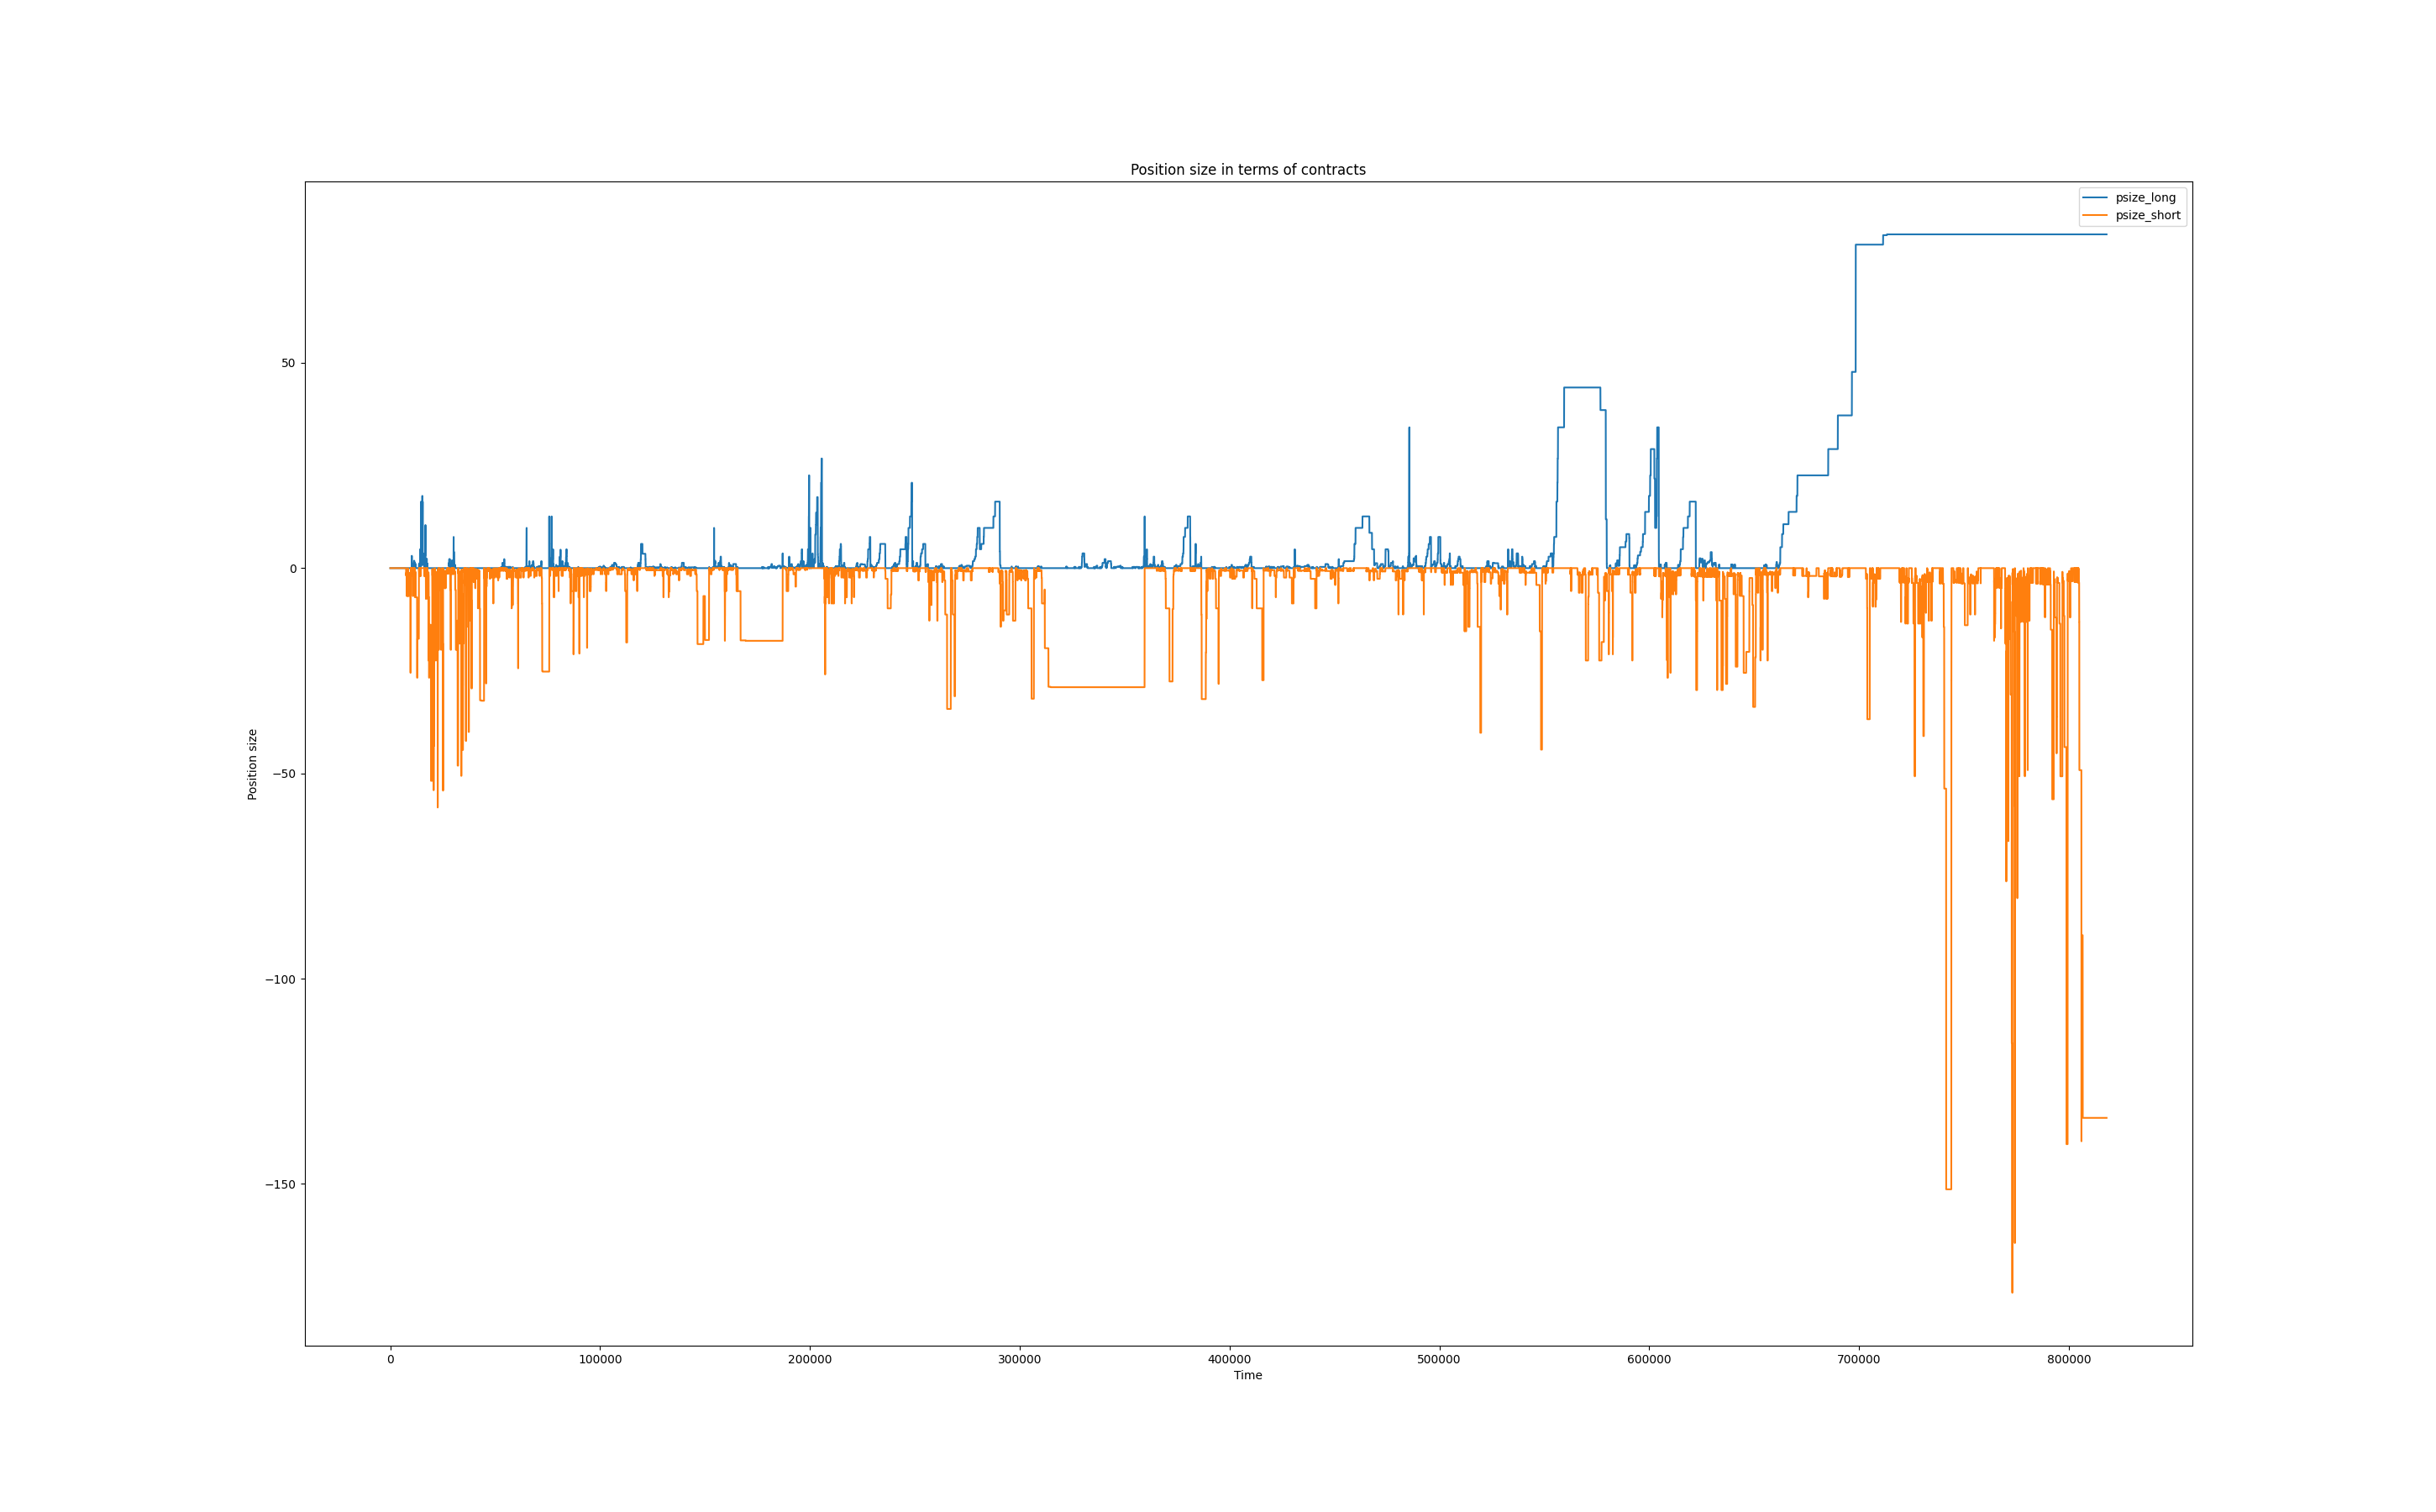 Position size in terms of contracts
psize_long
psize_short
50
0
−50
−100
−150
Position size
0 100000 200000 300000 400000 500000 600000 700000 800000
Time